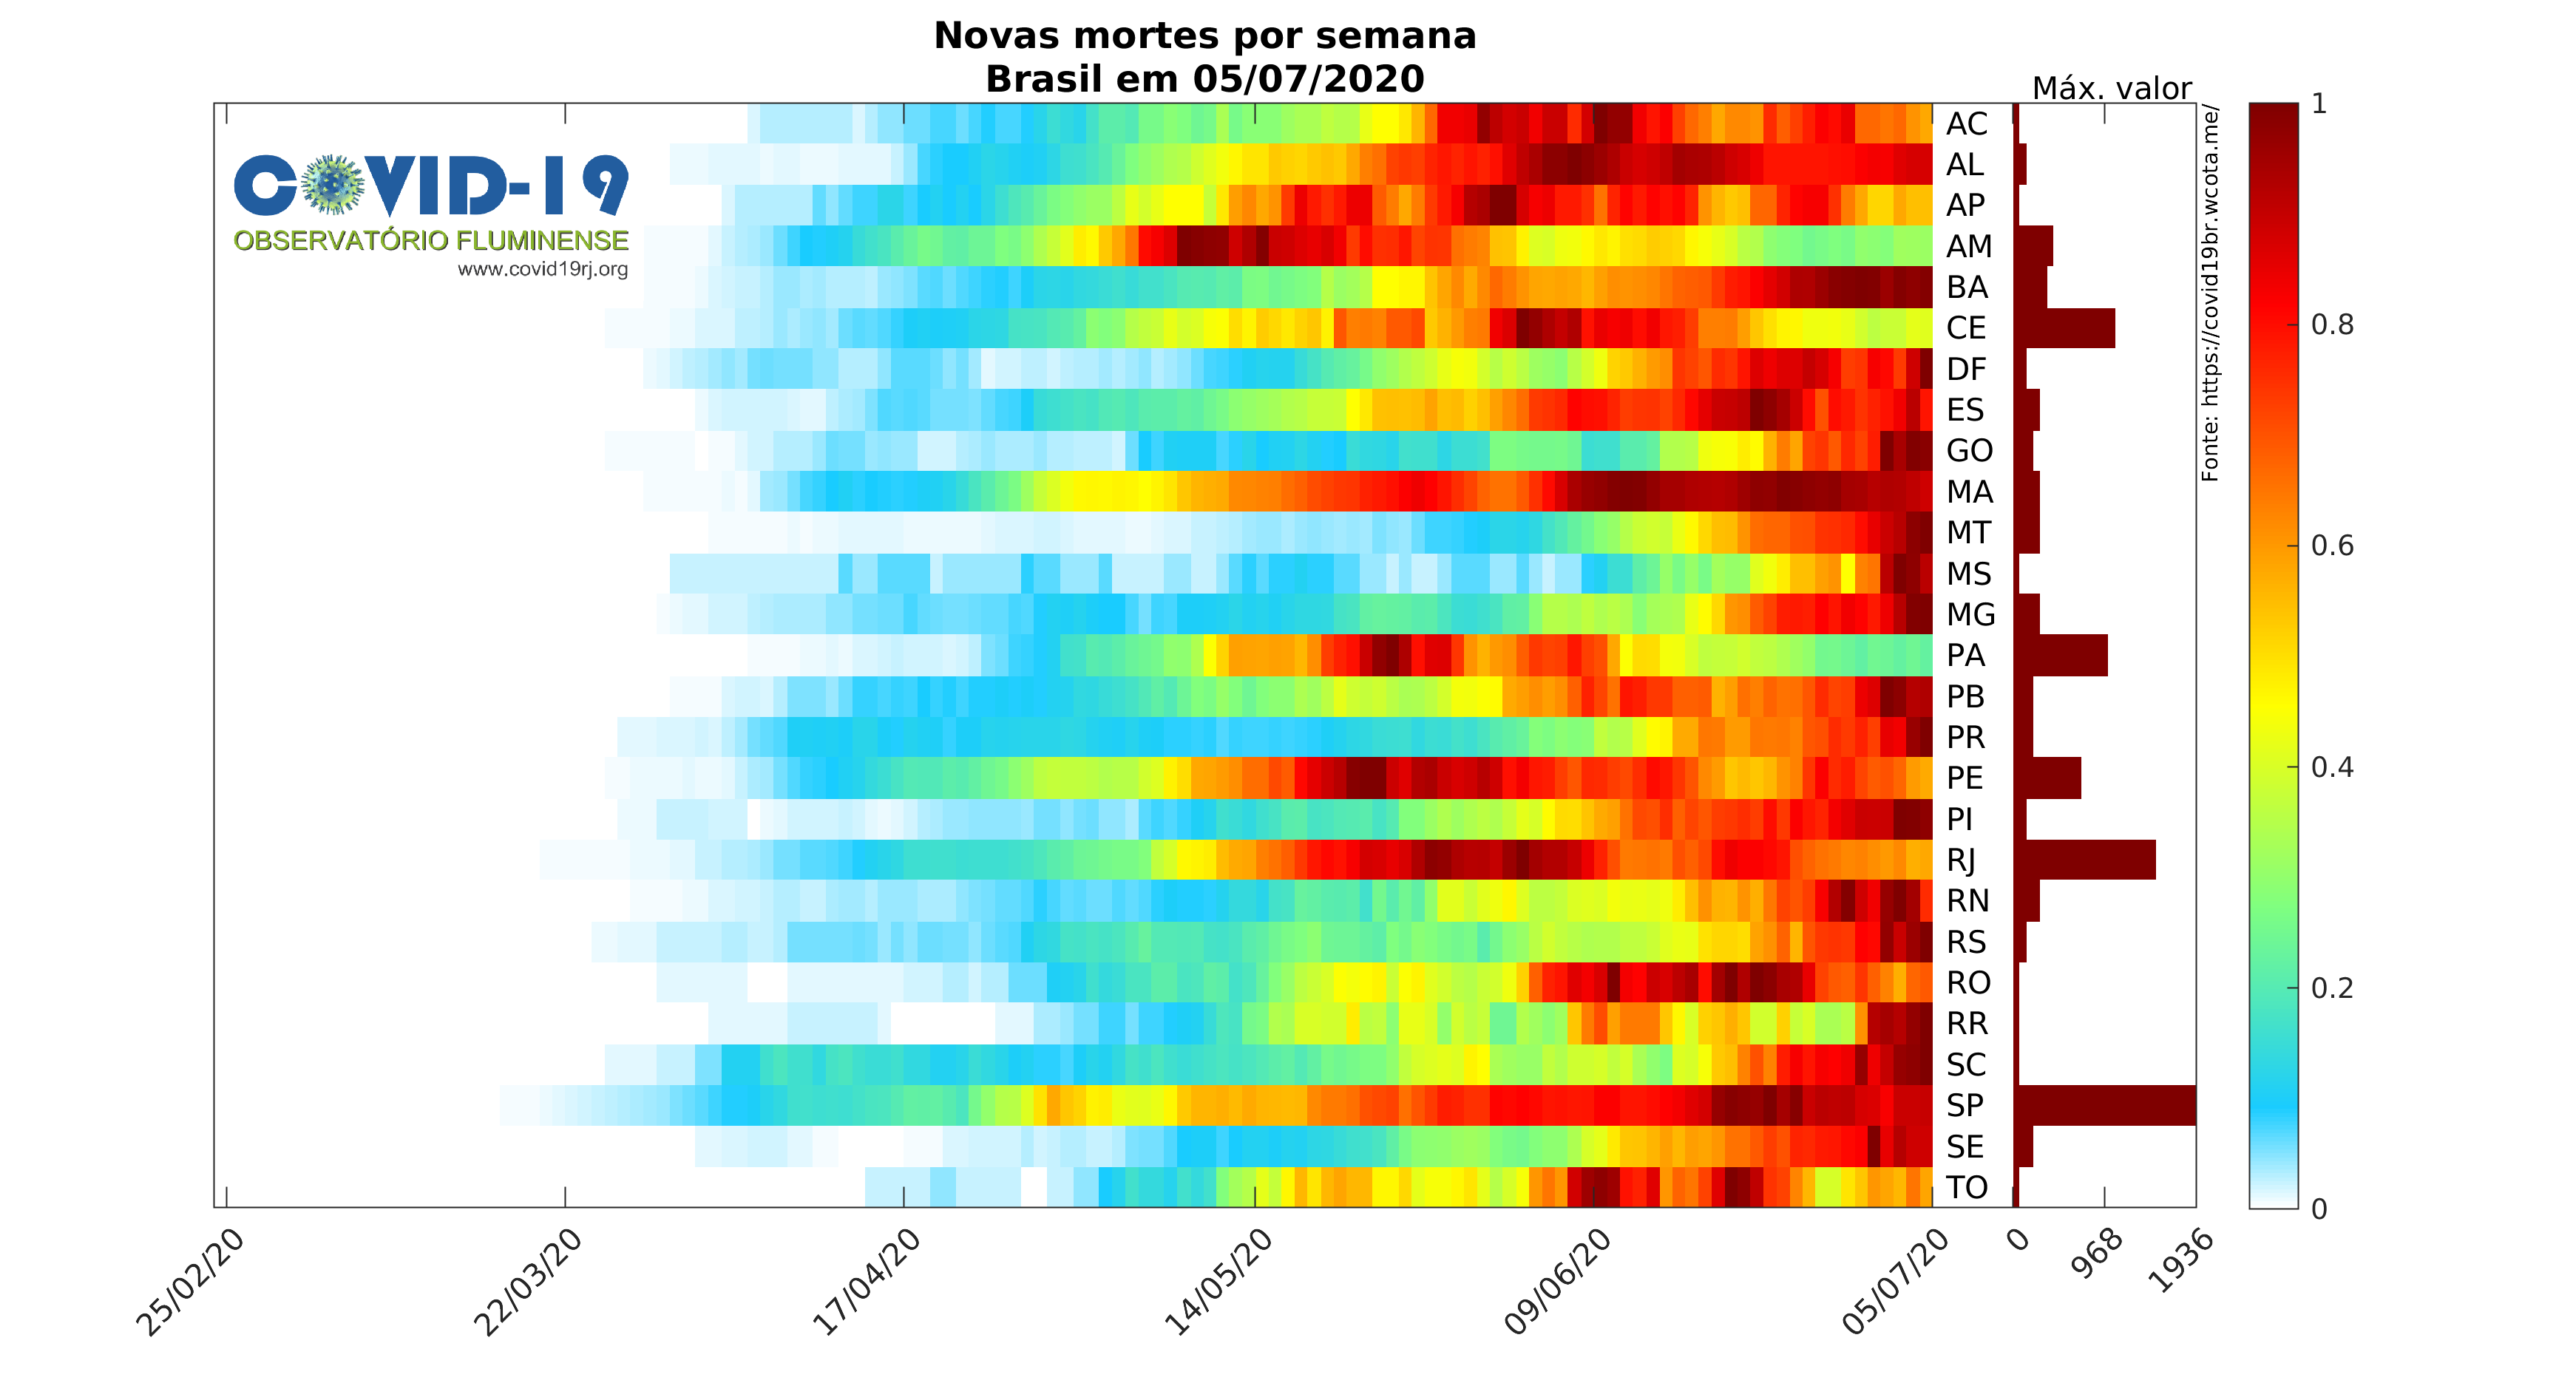 Novas mortes por semana
Brasil em 05/07/2020
Máx. valor
COVID-19
OBSERVATÓRIO FLUMINENSE
www.covid19rj.org
AC
AL
AP
AM
BA
CE
DF
ES
GO
MA
MT
MS
MG
PA
PB
PR
PE
PI
RJ
RN
RS
RO
RR
SC
SP
SE
TO
Fonte: https://covid19br.wcota.me/
1
0.8
0.6
0.4
0.2
0
25/02/20
22/03/20
17/04/20
14/05/20
09/06/20
05/07/20
0
968
1936